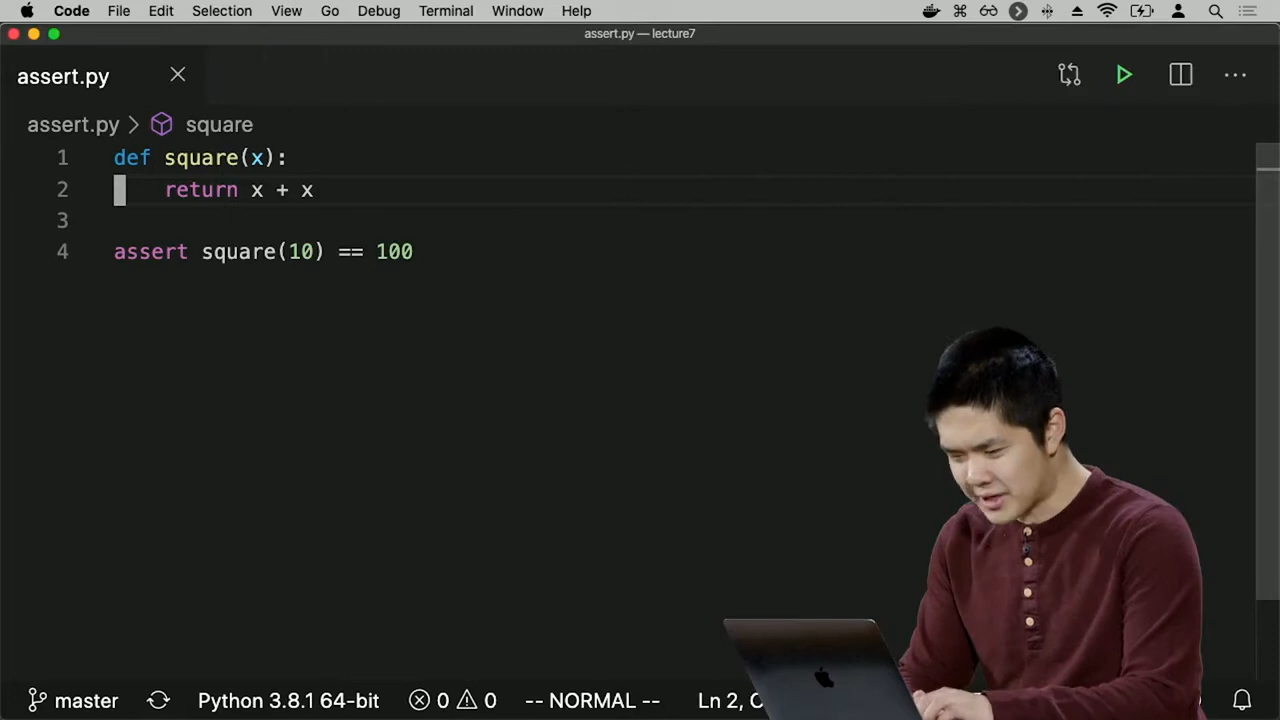 Code File Edit Selection View Go Debug Terminal Window Help
assert.py — lecture7
assert.py
assert.py > square
1 def square(x):
2 return x + x
3
4 assert square(10) == 100
master Python 3.8.1 64-bit 0 0 -- NORMAL -- Ln 2, C